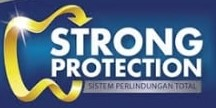 STRONG
PROTECTION
SISTEM PERLINDUNGAN TOTAL